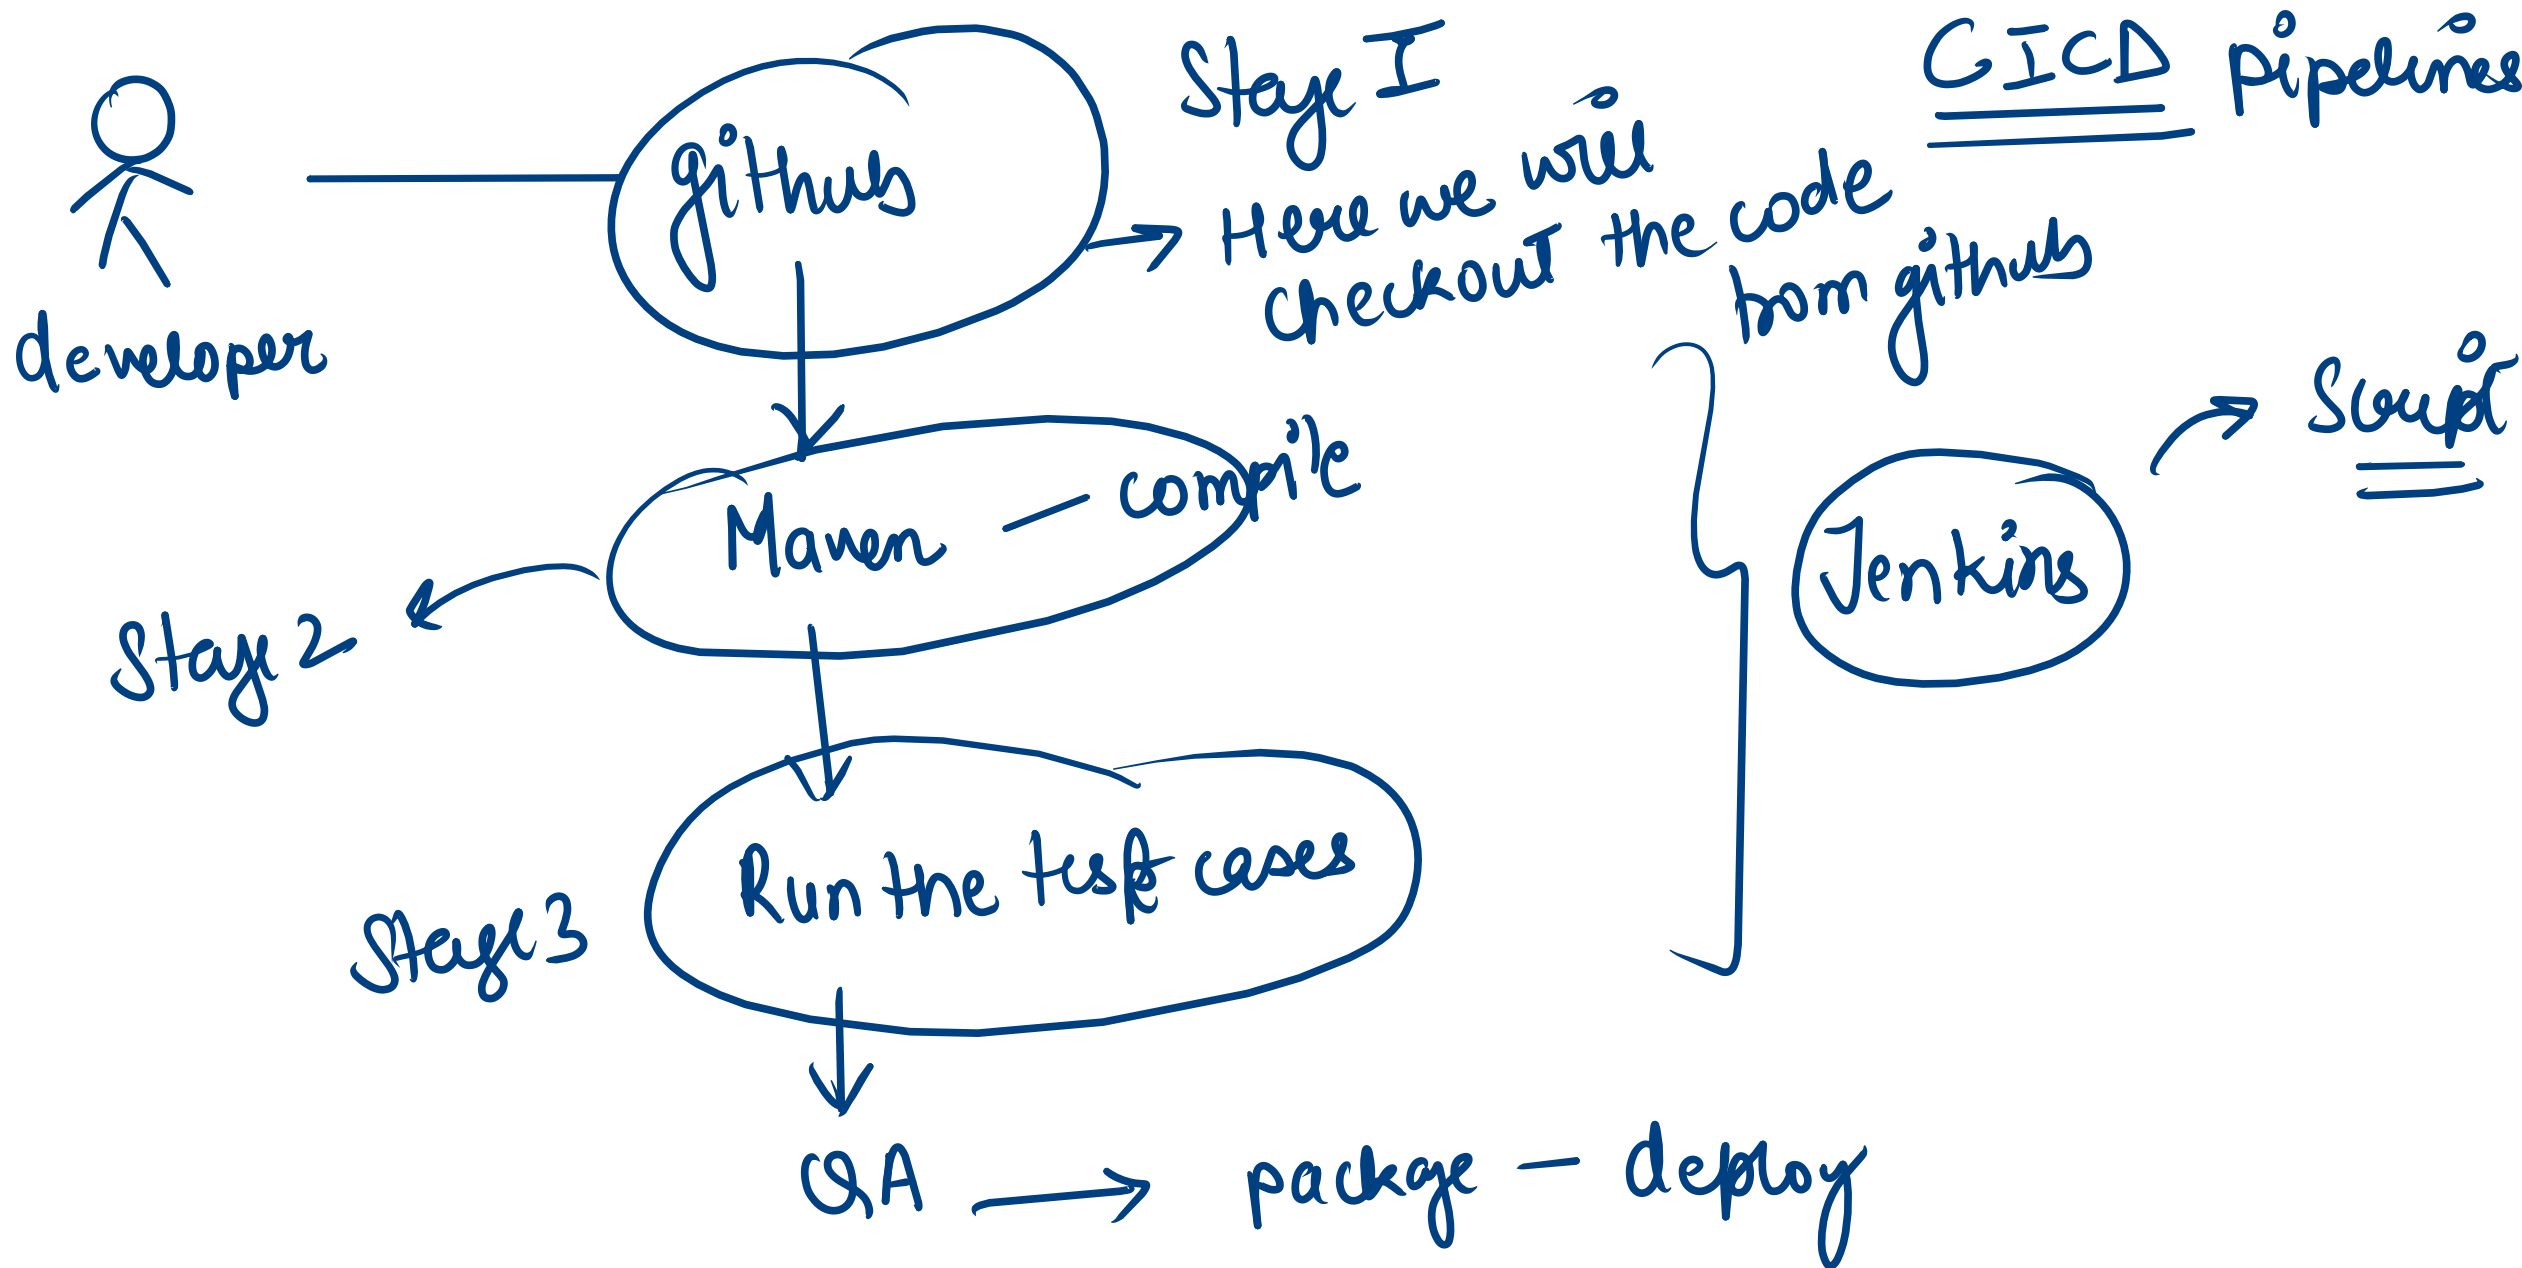 CICD pipelines
Stage I
github
Here we will
checkout the code
from github
developer
Script
Maven - compile
Jenkins
Stage 2
Run the test cases
Stage 3
QA → package - deploy